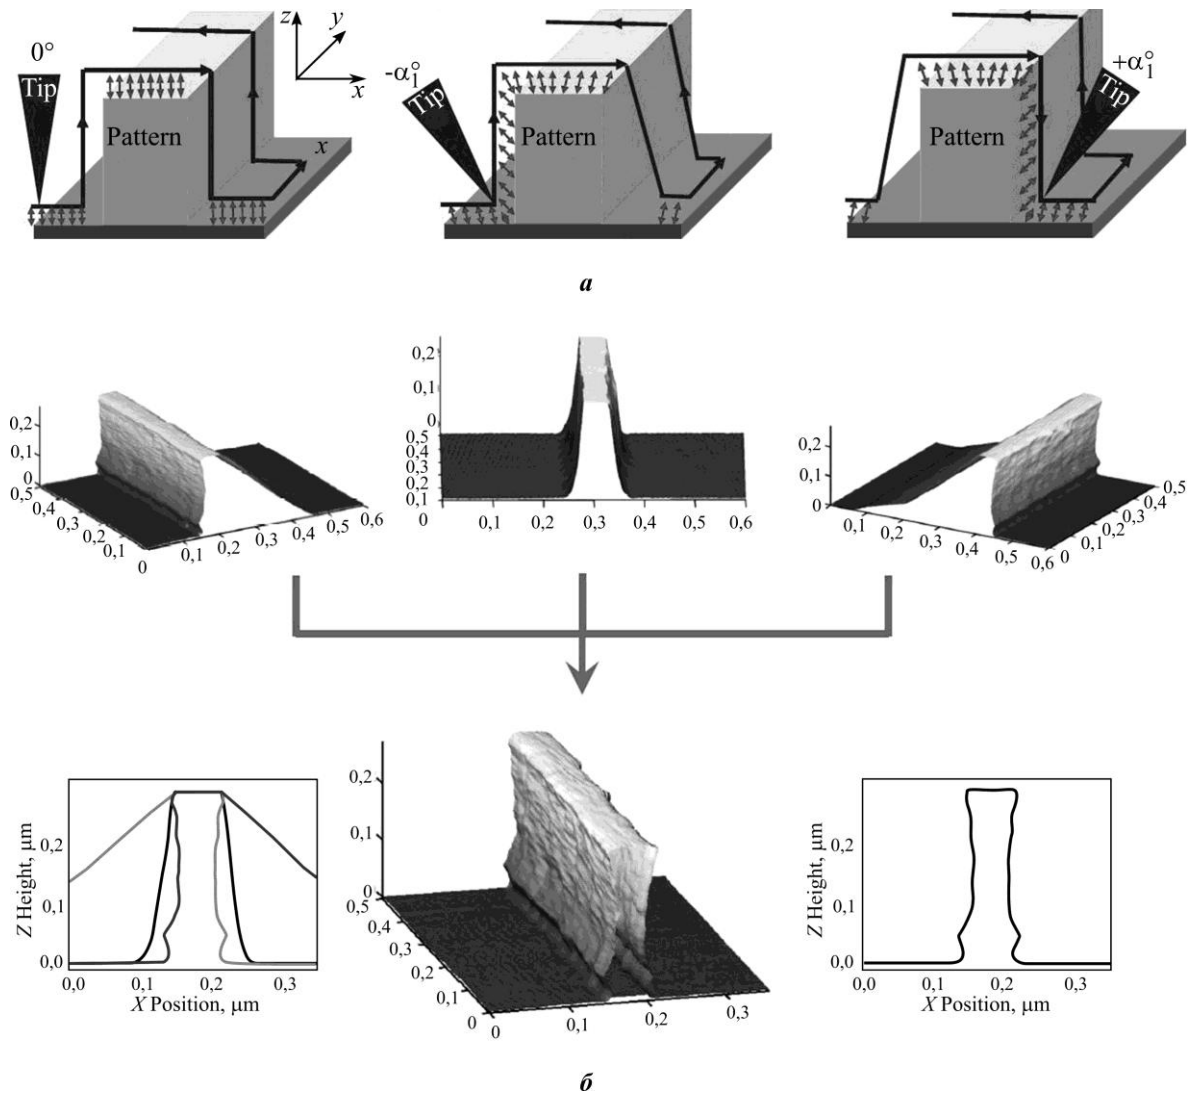 0° Tip Pattern z y x x
-α₁° Tip Pattern
+α₁° Tip Pattern
а
0,2 0,1 0 0,5 0,4 0,3 0,2 0,1 0 0,1 0,2 0,3 0,4 0,5 0,6
0,2 0,1 0 0,5 0,4 0,3 0,2 0,1 0 0,1 0,2 0,3 0,4 0,5 0,6
0,2 0,1 0 0,1 0,2 0,3 0,4 0,5 0,6 0 0,1 0,2 0,3 0,4 0,5
Z Height, µm
0,2
0,1
0,0
0,0 0,1 0,2 0,3
X Position, µm
0,2
0,1
0
0,5 0,4 0,3 0,2 0,1 0
0 0,1 0,2 0,3
Z Height, µm
0,2
0,1
0,0
0,0 0,1 0,2 0,3
X Position, µm
б